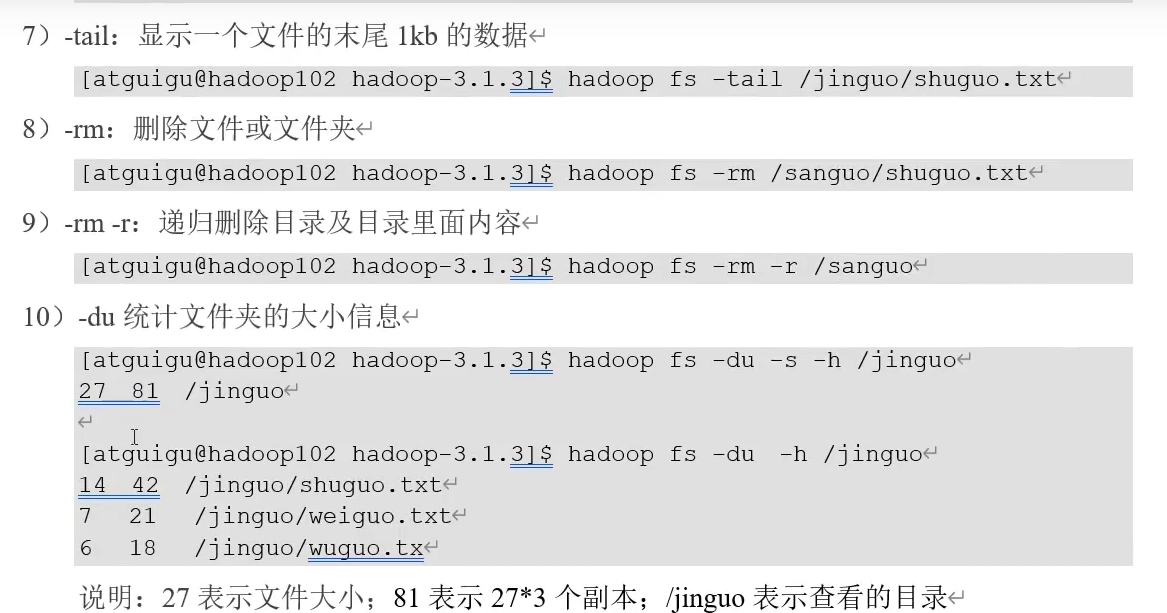 7）-tail：显示一个文件的末尾 1kb 的数据↵
[atguigu@hadoop102 hadoop-3.1.3]$ hadoop fs -tail /jinguo/shuguo.txt↵
8）-rm：删除文件或文件夹↵
[atguigu@hadoop102 hadoop-3.1.3]$ hadoop fs -rm /sanguo/shuguo.txt↵
9）-rm -r：递归删除目录及目录里面内容↵
[atguigu@hadoop102 hadoop-3.1.3]$ hadoop fs -rm -r /sanguo↵
10）-du 统计文件夹的大小信息↵
[atguigu@hadoop102 hadoop-3.1.3]$ hadoop fs -du -s -h /jinguo↵
27  81  /jinguo↵
↵
[atguigu@hadoop102 hadoop-3.1.3]$ hadoop fs -du  -h /jinguo↵
14  42  /jinguo/shuguo.txt↵
7   21   /jinguo/weiguo.txt↵
6   18   /jinguo/wuguo.tx↵
说明：27 表示文件大小；81 表示 27*3 个副本；/jinguo 表示查看的目录↵